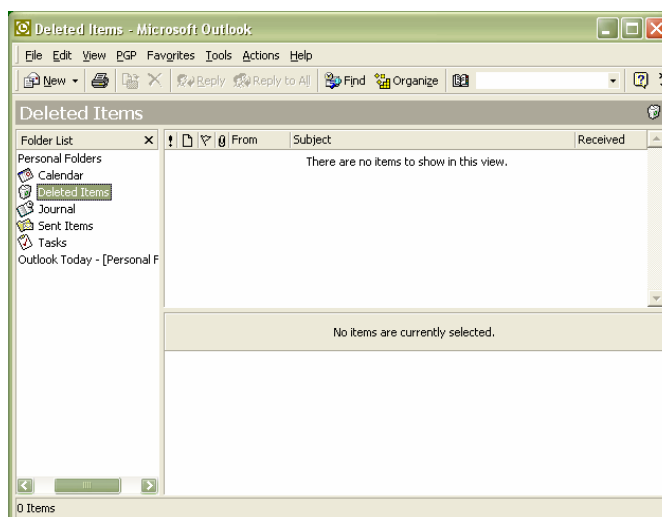 Deleted Items - Microsoft Outlook
File Edit View PGP Favorites Tools Actions Help
New Reply Reply to All Find Organize
Deleted Items
Folder List
From Subject Received
Personal Folders
Calendar
Deleted Items
Journal
Sent Items
Tasks
Outlook Today - [Personal F
There are no items to show in this view.
No items are currently selected.
0 Items